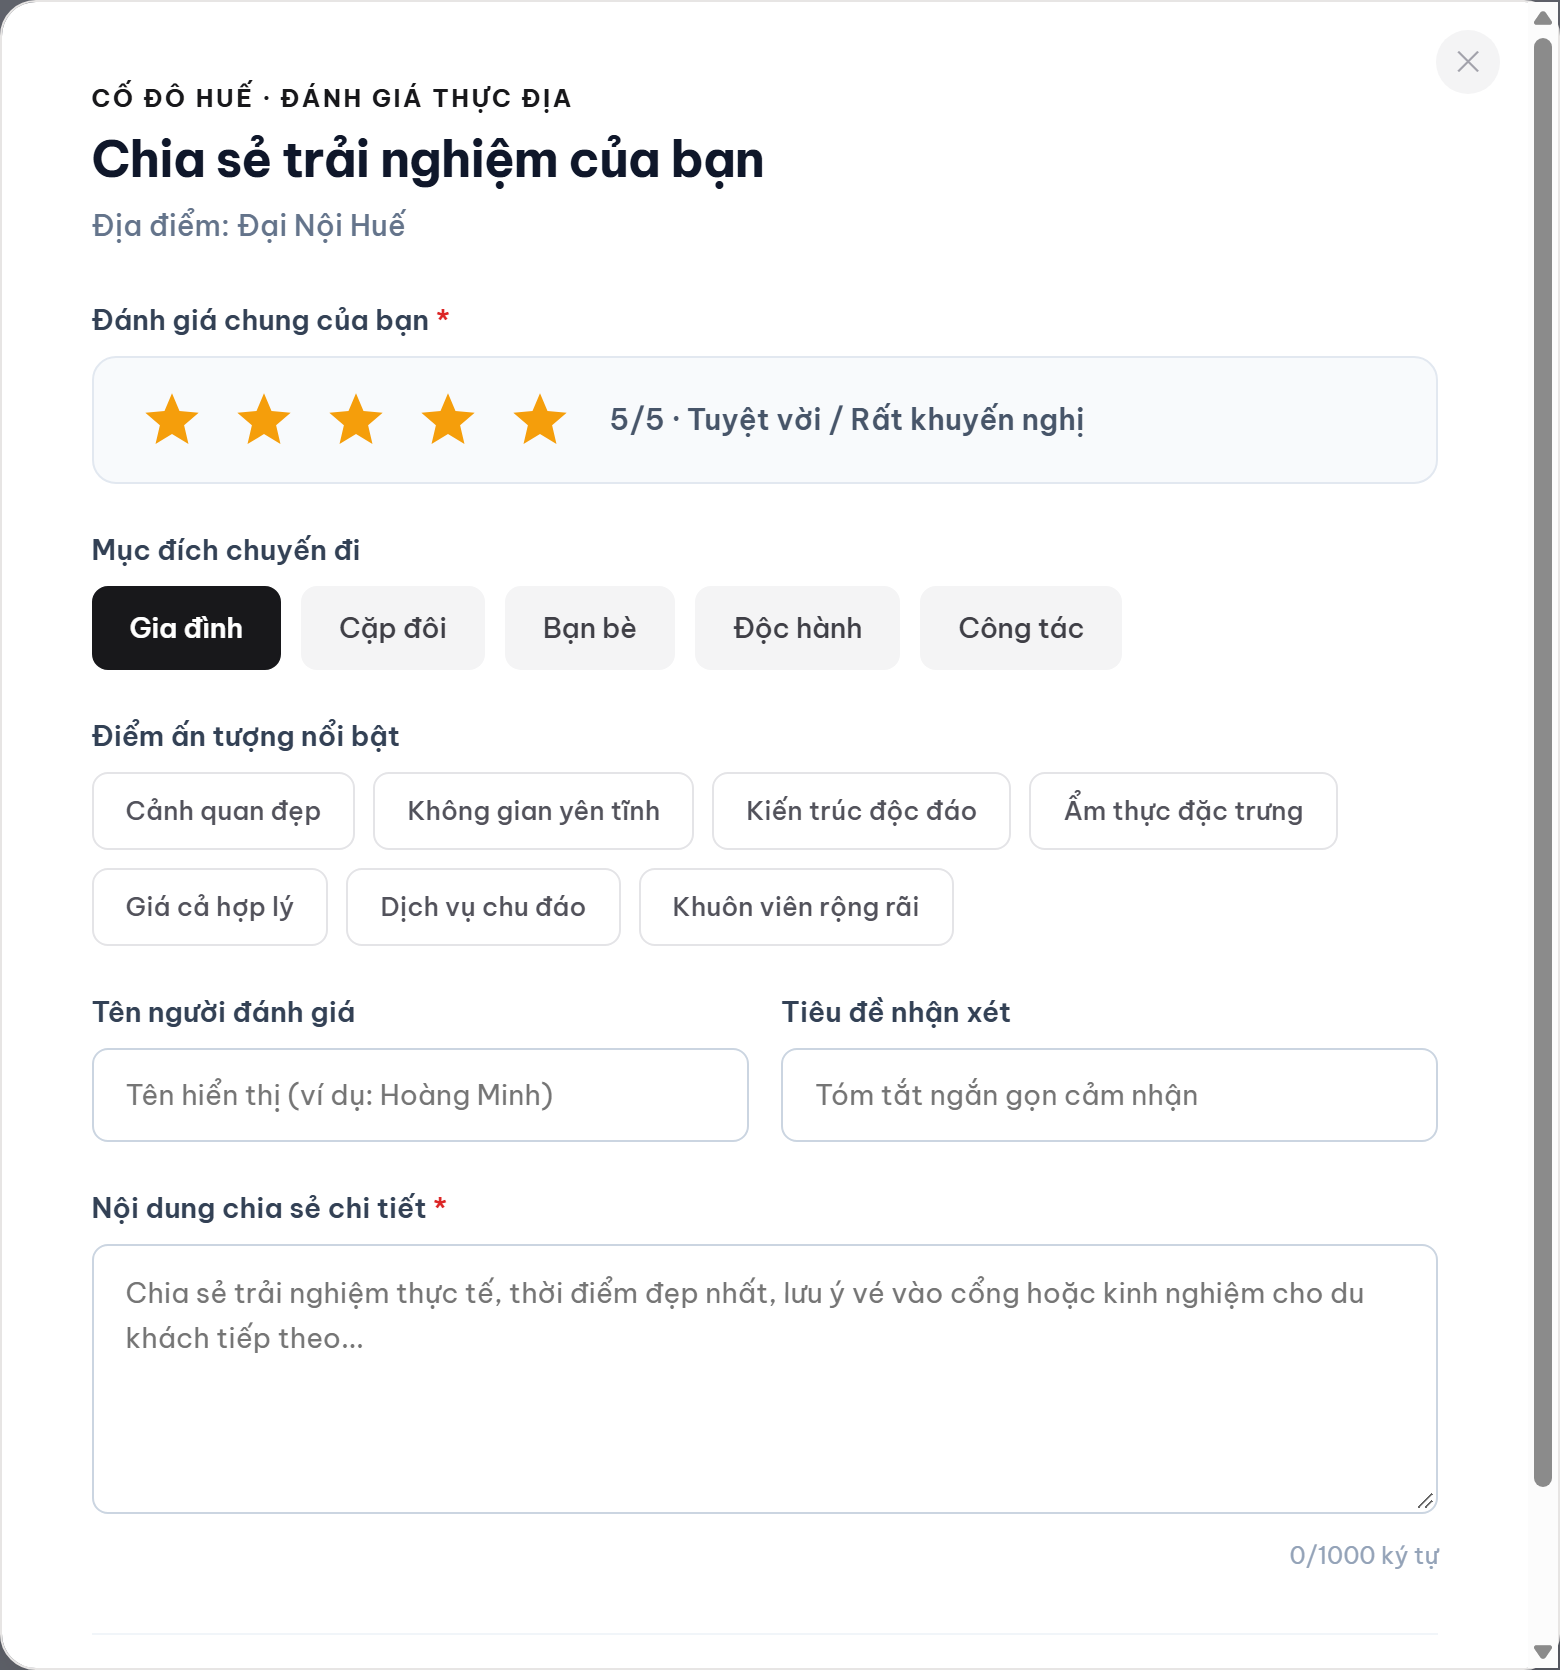 CỐ ĐÔ HUẾ · ĐÁNH GIÁ THỰC ĐỊA
Chia sẻ trải nghiệm của bạn
Địa điểm: Đại Nội Huế
Đánh giá chung của bạn *
5/5 · Tuyệt vời / Rất khuyến nghị
Mục đích chuyến đi
Gia đình Cặp đôi Bạn bè Độc hành Công tác
Điểm ấn tượng nổi bật
Cảnh quan đẹp Không gian yên tĩnh Kiến trúc độc đáo Ẩm thực đặc trưng
Giá cả hợp lý Dịch vụ chu đáo Khuôn viên rộng rãi
Tên người đánh giá Tiêu đề nhận xét
Tên hiển thị (ví dụ: Hoàng Minh) Tóm tắt ngắn gọn cảm nhận
Nội dung chia sẻ chi tiết *
Chia sẻ trải nghiệm thực tế, thời điểm đẹp nhất, lưu ý vé vào cổng hoặc kinh nghiệm cho du
khách tiếp theo...
0/1000 ký tự